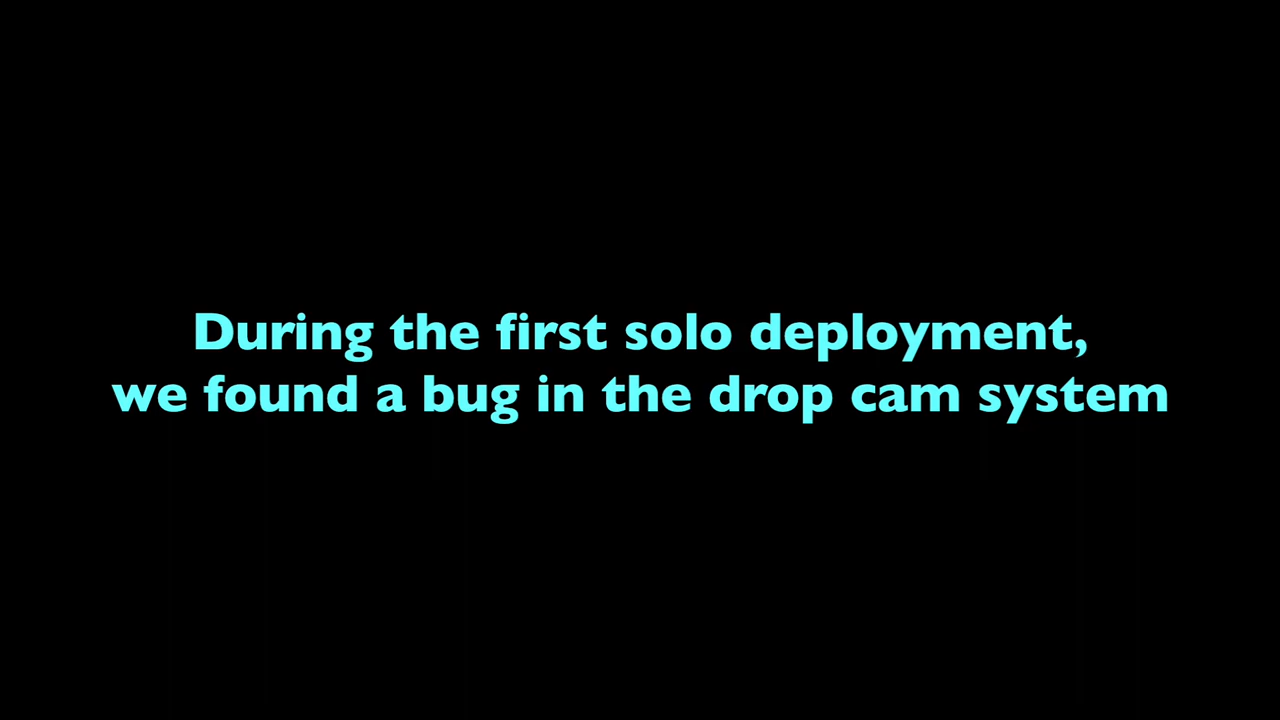 During the first solo deployment,
we found a bug in the drop cam system